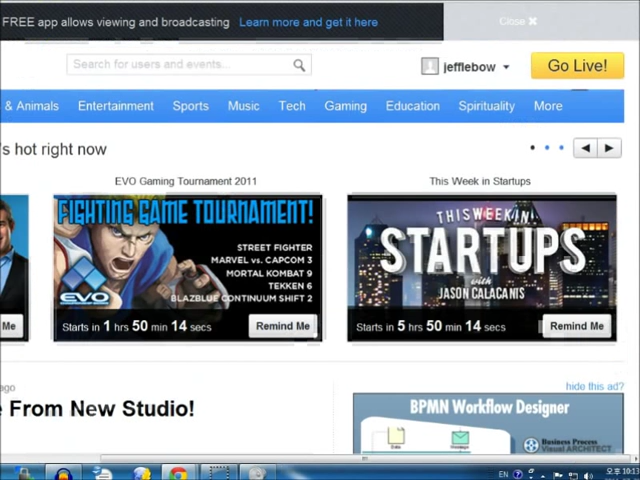 FREE app allows viewing and broadcasting Learn more and get it here
Close ✖
Search for users and events...
jefflebow
Go Live!
& Animals Entertainment Sports Music Tech Gaming Education Spirituality More
's hot right now
EVO Gaming Tournament 2011
This Week in Startups
FIGHTING GAME TOURNAMENT!
STREET FIGHTER
MARVEL vs. CAPCOM 3
MORTAL KOMBAT 9
TEKKEN 6
BLAZBLUE CONTINUUM SHIFT 2
EVO
THIS WEEK IN
STARTUPS
with
JASON CALACANIS
Me
Starts in 1 hrs 50 min 14 secs
Remind Me
Starts in 5 hrs 50 min 14 secs
Remind Me
ago
hide this ad?
e From New Studio!
BPMN Workflow Designer
Business Process
Visual ARCHITECT
EN
오후 10:13